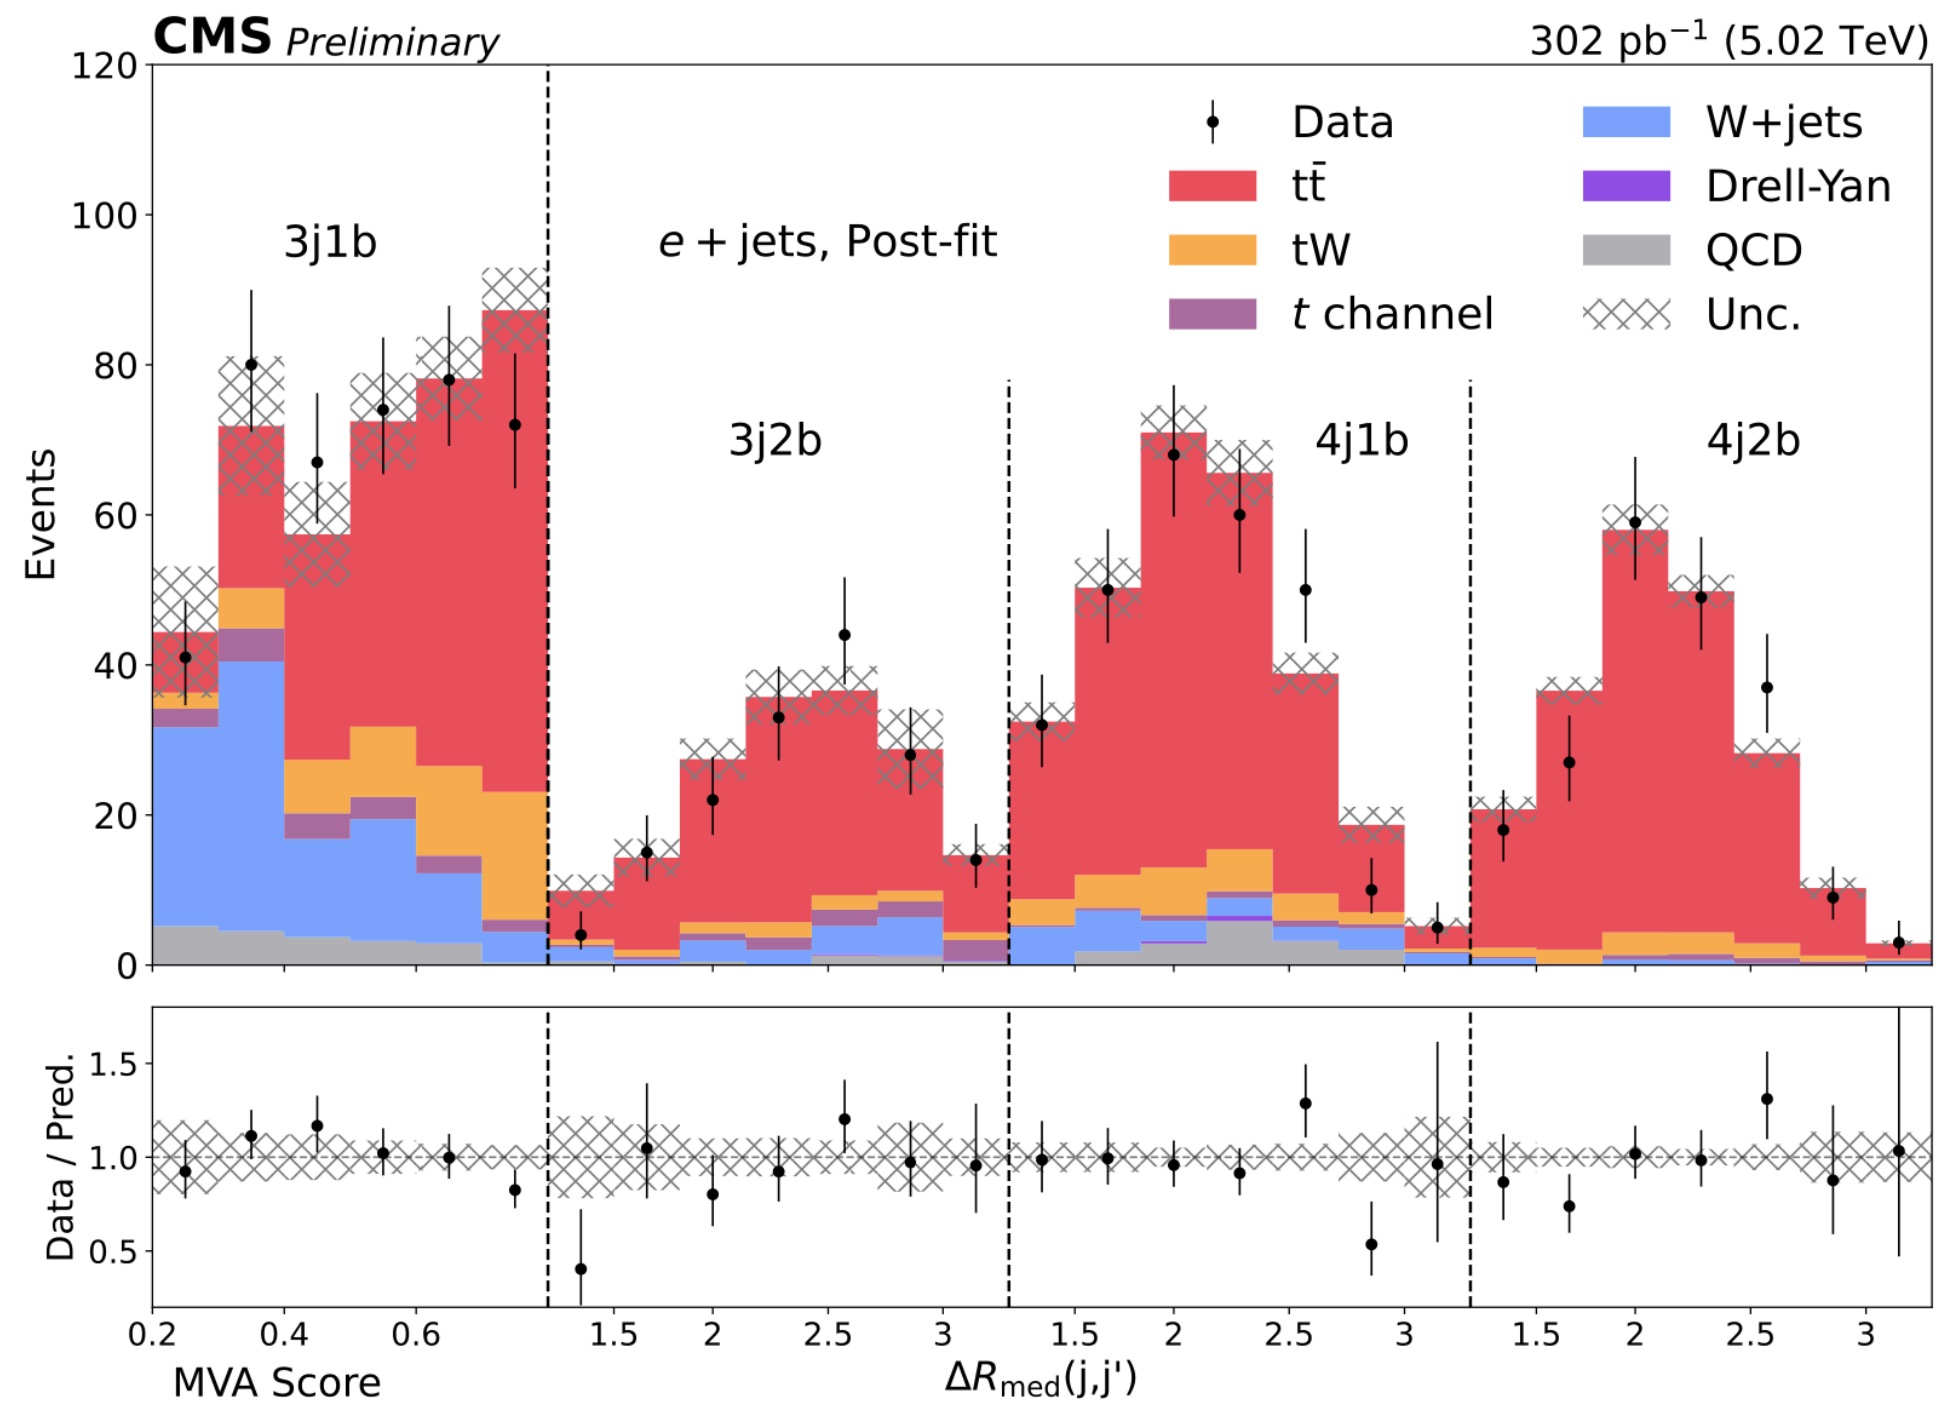 CMS Preliminary 302 pb⁻¹ (5.02 TeV)
Events
120
100
80
60
40
20
0
Data
tt̄
tW
t channel
W+jets
Drell-Yan
QCD
Unc.
3j1b
e + jets, Post-fit
3j2b
4j1b
4j2b
Data / Pred.
1.5
1.0
0.5
0.2 0.4 0.6 1.5 2 2.5 3 1.5 2 2.5 3 1.5 2 2.5 3
MVA Score ΔR_med(j,j')